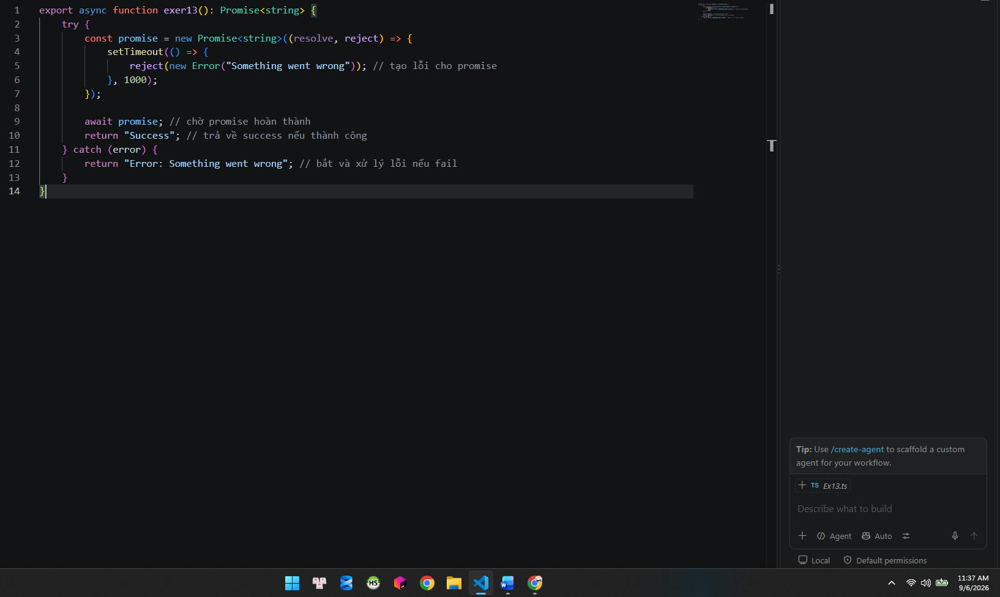 1 export async function exer13(): Promise<string> {
2 try {
3 const promise = new Promise<string>((resolve, reject) => {
4 setTimeout(() => {
5 reject(new Error("Something went wrong")); // tạo lỗi cho promise
6 }, 1000);
7 });
8
9 await promise; // chờ promise hoàn thành
10 return "Success"; // trả về success nếu thành công
11 } catch (error) {
12 return "Error: Something went wrong"; // bắt và xử lý lỗi nếu fail
13 }
14 }
Tip: Use /create-agent to scaffold a custom
agent for your workflow.
TS Ex13.ts
Describe what to build
Agent Auto
Local Default permissions
HS
W
11:37 AM
9/6/2026